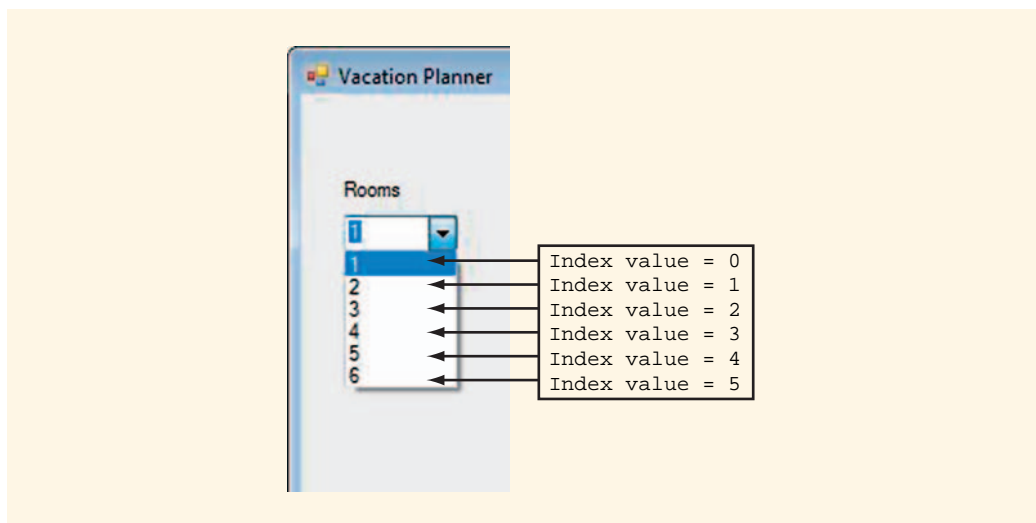 Vacation Planner
Rooms
1
1
2
3
4
5
6
Index value = 0
Index value = 1
Index value = 2
Index value = 3
Index value = 4
Index value = 5